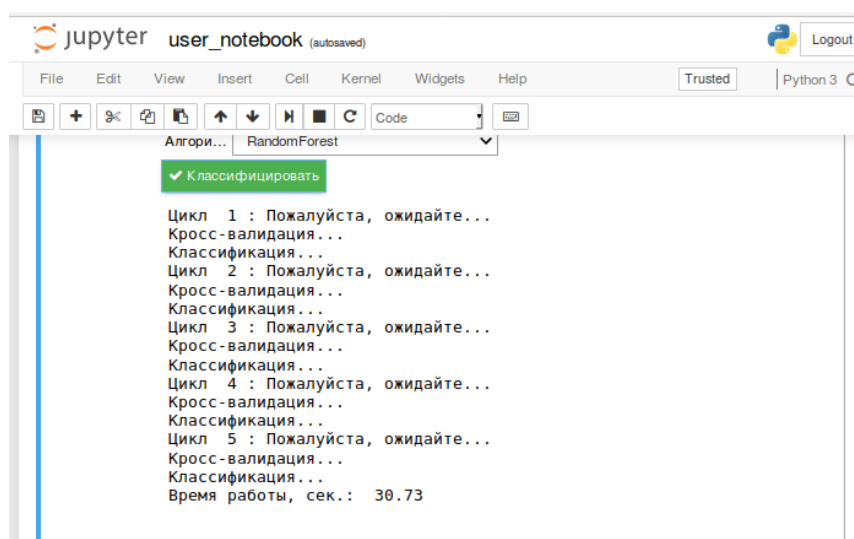 jupyter user_notebook (autosaved) Logout
File Edit View Insert Cell Kernel Widgets Help Trusted Python 3
Code
Алгори... RandomForest
Классифицировать
Цикл 1 : Пожалуйста, ожидайте...
Кросс-валидация...
Классификация...
Цикл 2 : Пожалуйста, ожидайте...
Кросс-валидация...
Классификация...
Цикл 3 : Пожалуйста, ожидайте...
Кросс-валидация...
Классификация...
Цикл 4 : Пожалуйста, ожидайте...
Кросс-валидация...
Классификация...
Цикл 5 : Пожалуйста, ожидайте...
Кросс-валидация...
Классификация...
Время работы, сек.: 30.73